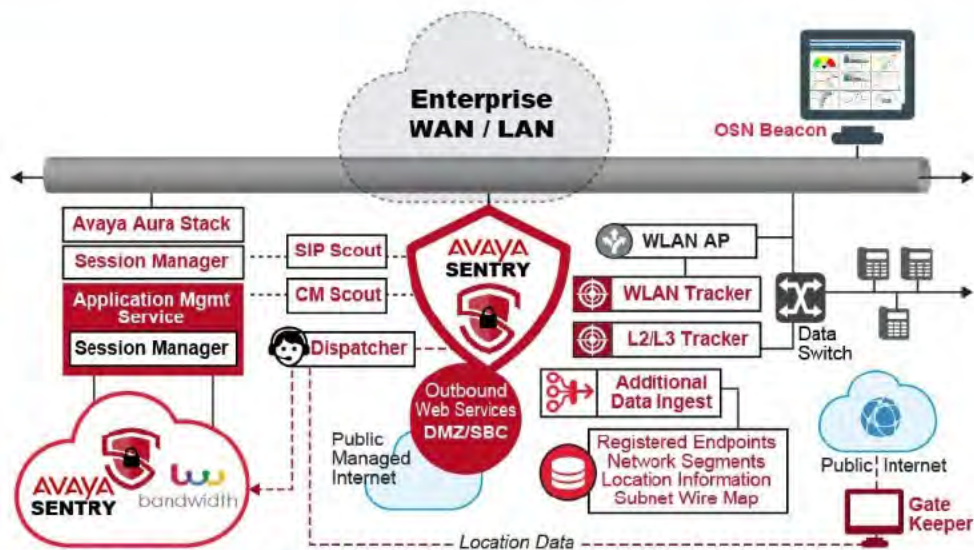 Enterprise
WAN / LAN
OSN Beacon
Avaya Aura Stack
Session Manager
Application Mgmt
Service
Session Manager
SIP Scout
CM Scout
Dispatcher
AVAYA
SENTRY
WLAN AP
WLAN Tracker
L2/L3 Tracker
Data
Switch
Outbound
Web Services
DMZ/SBC
Public
Managed
Internet
Additional
Data Ingest
Registered Endpoints
Network Segments
Location Information
Subnet Wire Map
Public Internet
Gate
Keeper
AVAYA
SENTRY
bandwidth
Location Data